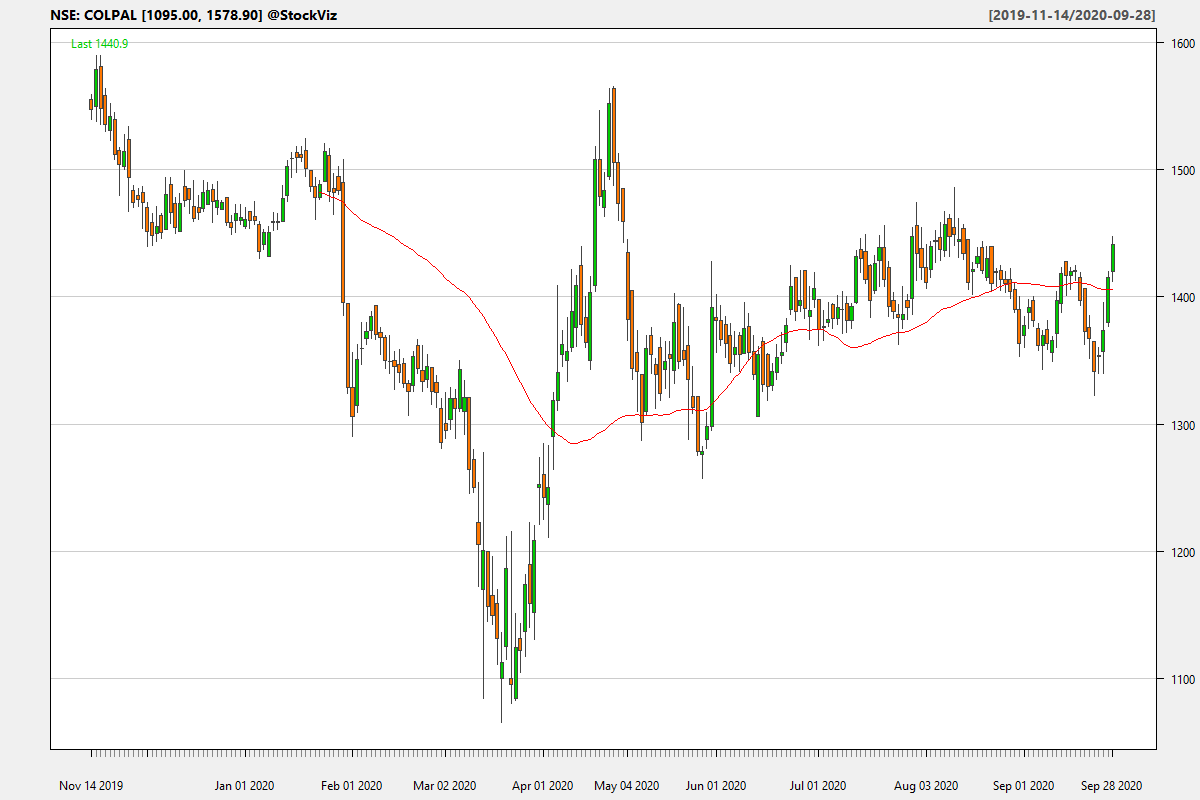 NSE: COLPAL [1095.00, 1578.90] @StockViz
[2019-11-14/2020-09-28]
Last 1440.9
1600
1500
1400
1300
1200
1100
Nov 14 2019
Jan 01 2020
Feb 01 2020
Mar 02 2020
Apr 01 2020
May 04 2020
Jun 01 2020
Jul 01 2020
Aug 03 2020
Sep 01 2020
Sep 28 2020